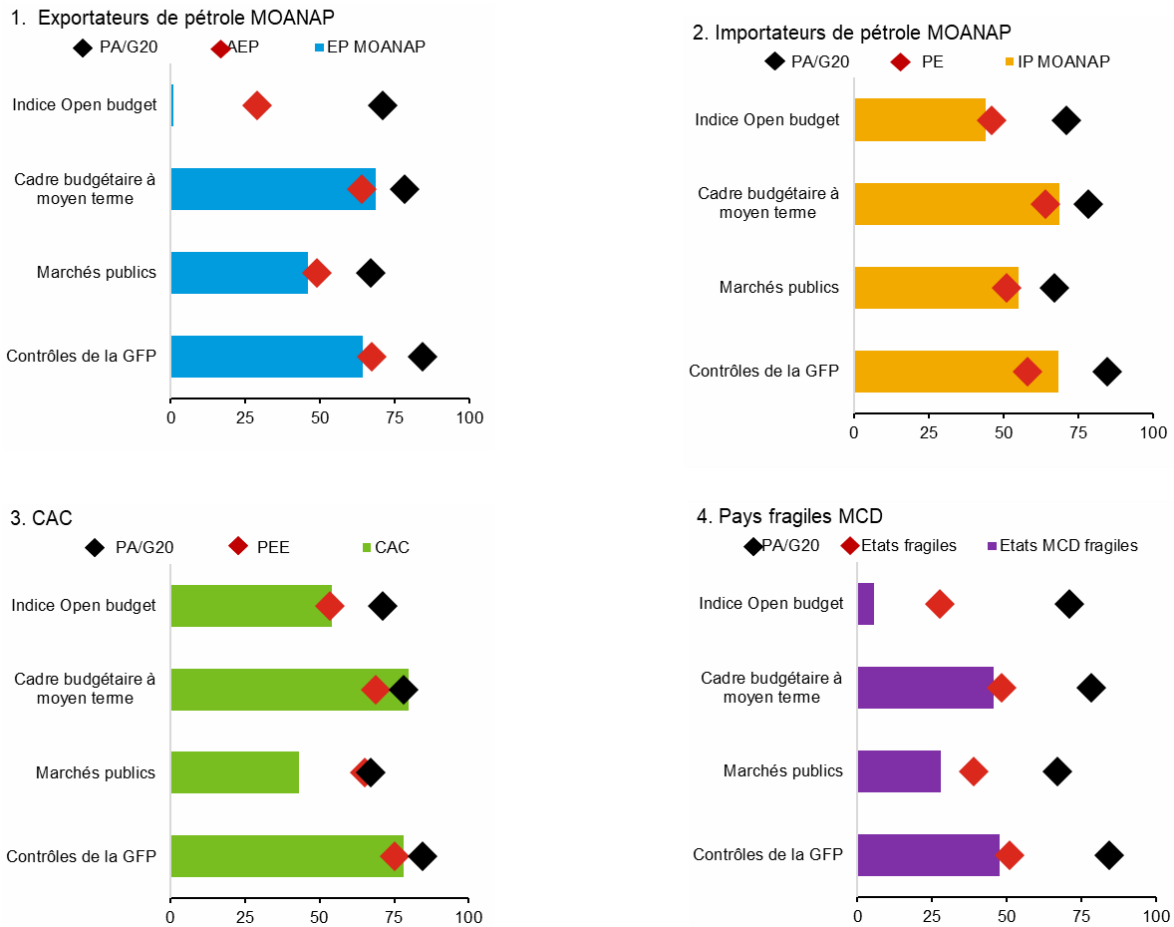 1. Exportateurs de pétrole MOANAP
PA/G20 AEP EP MOANAP
Indice Open budget
Cadre budgétaire à
moyen terme
Marchés publics
Contrôles de la GFP
0 25 50 75 100
2. Importateurs de pétrole MOANAP
PA/G20 PE IP MOANAP
Indice Open budget
Cadre budgétaire à
moyen terme
Marchés publics
Contrôles de la GFP
0 25 50 75 100
3. CAC
PA/G20 PEE CAC
Indice Open budget
Cadre budgétaire à
moyen terme
Marchés publics
Contrôles de la GFP
0 25 50 75 100
4. Pays fragiles MCD
PA/G20 Etats fragiles Etats MCD fragiles
Indice Open budget
Cadre budgétaire à
moyen terme
Marchés publics
Contrôles de la GFP
0 25 50 75 100